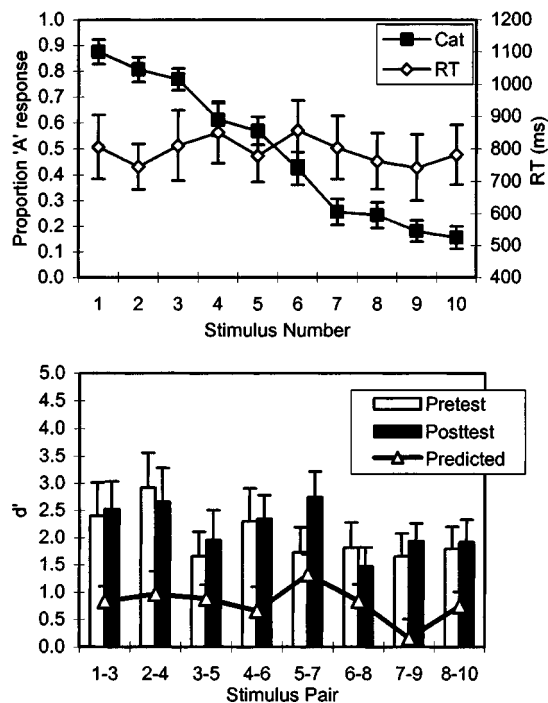 Proportion 'A' response
1.0
0.9
0.8
0.7
0.6
0.5
0.4
0.3
0.2
0.1
0.0
Cat
RT
1200
1100
1000
900
800
700
600
500
400
RT (ms)
1 2 3 4 5 6 7 8 9 10
Stimulus Number
d'
5.0
4.5
4.0
3.5
3.0
2.5
2.0
1.5
1.0
0.5
0.0
Pretest
Posttest
Predicted
1-3 2-4 3-5 4-6 5-7 6-8 7-9 8-10
Stimulus Pair